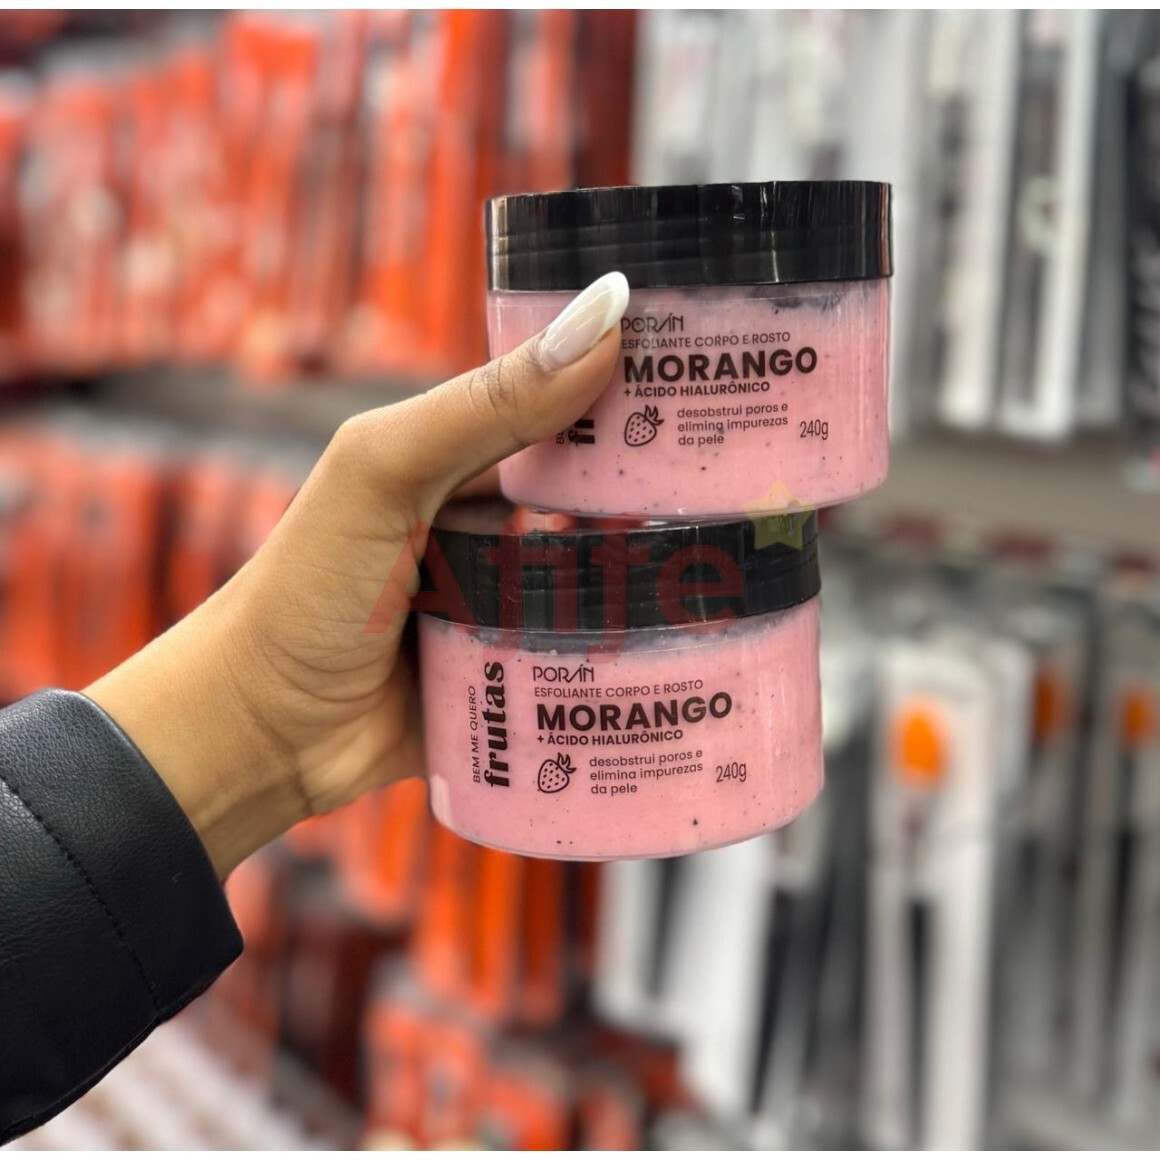 PORÁN
ESFOLIANTE CORPO E ROSTO
MORANGO
+ ÁCIDO HIALURÔNICO
desobstrui poros e
elimina impurezas
da pele
240g
Afife
BEM ME QUERO
frutas
PORÁN
ESFOLIANTE CORPO E ROSTO
MORANGO
+ ÁCIDO HIALURÔNICO
desobstrui poros e
elimina impurezas
da pele
240g